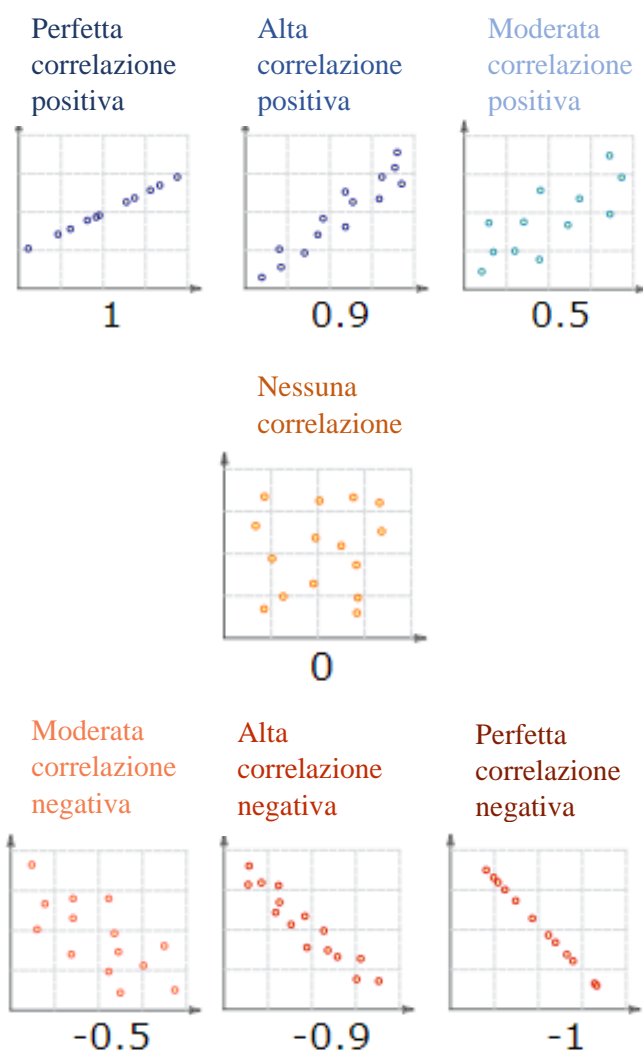 Perfetta
correlazione
positiva
1
Alta
correlazione
positiva
0.9
Moderata
correlazione
positiva
0.5
Nessuna
correlazione
0
Moderata
correlazione
negativa
-0.5
Alta
correlazione
negativa
-0.9
Perfetta
correlazione
negativa
-1